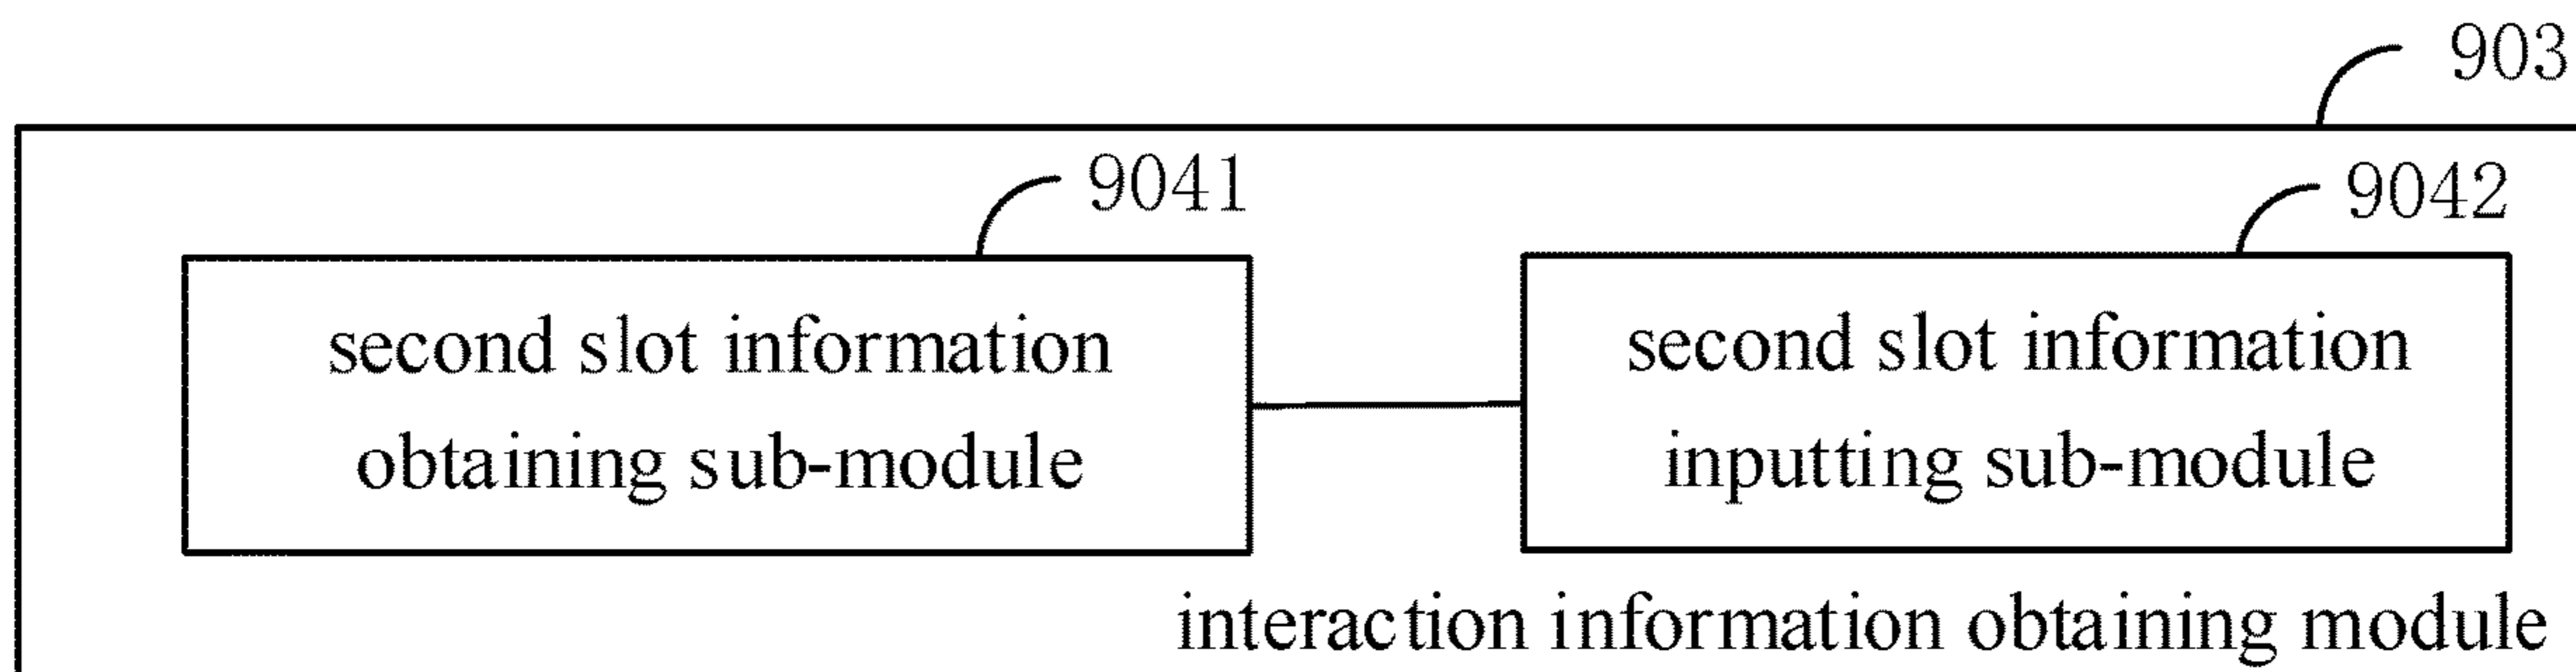 903
9041
9042
second slot information
obtaining sub-module
second slot information
inputting sub-module
interaction information obtaining module